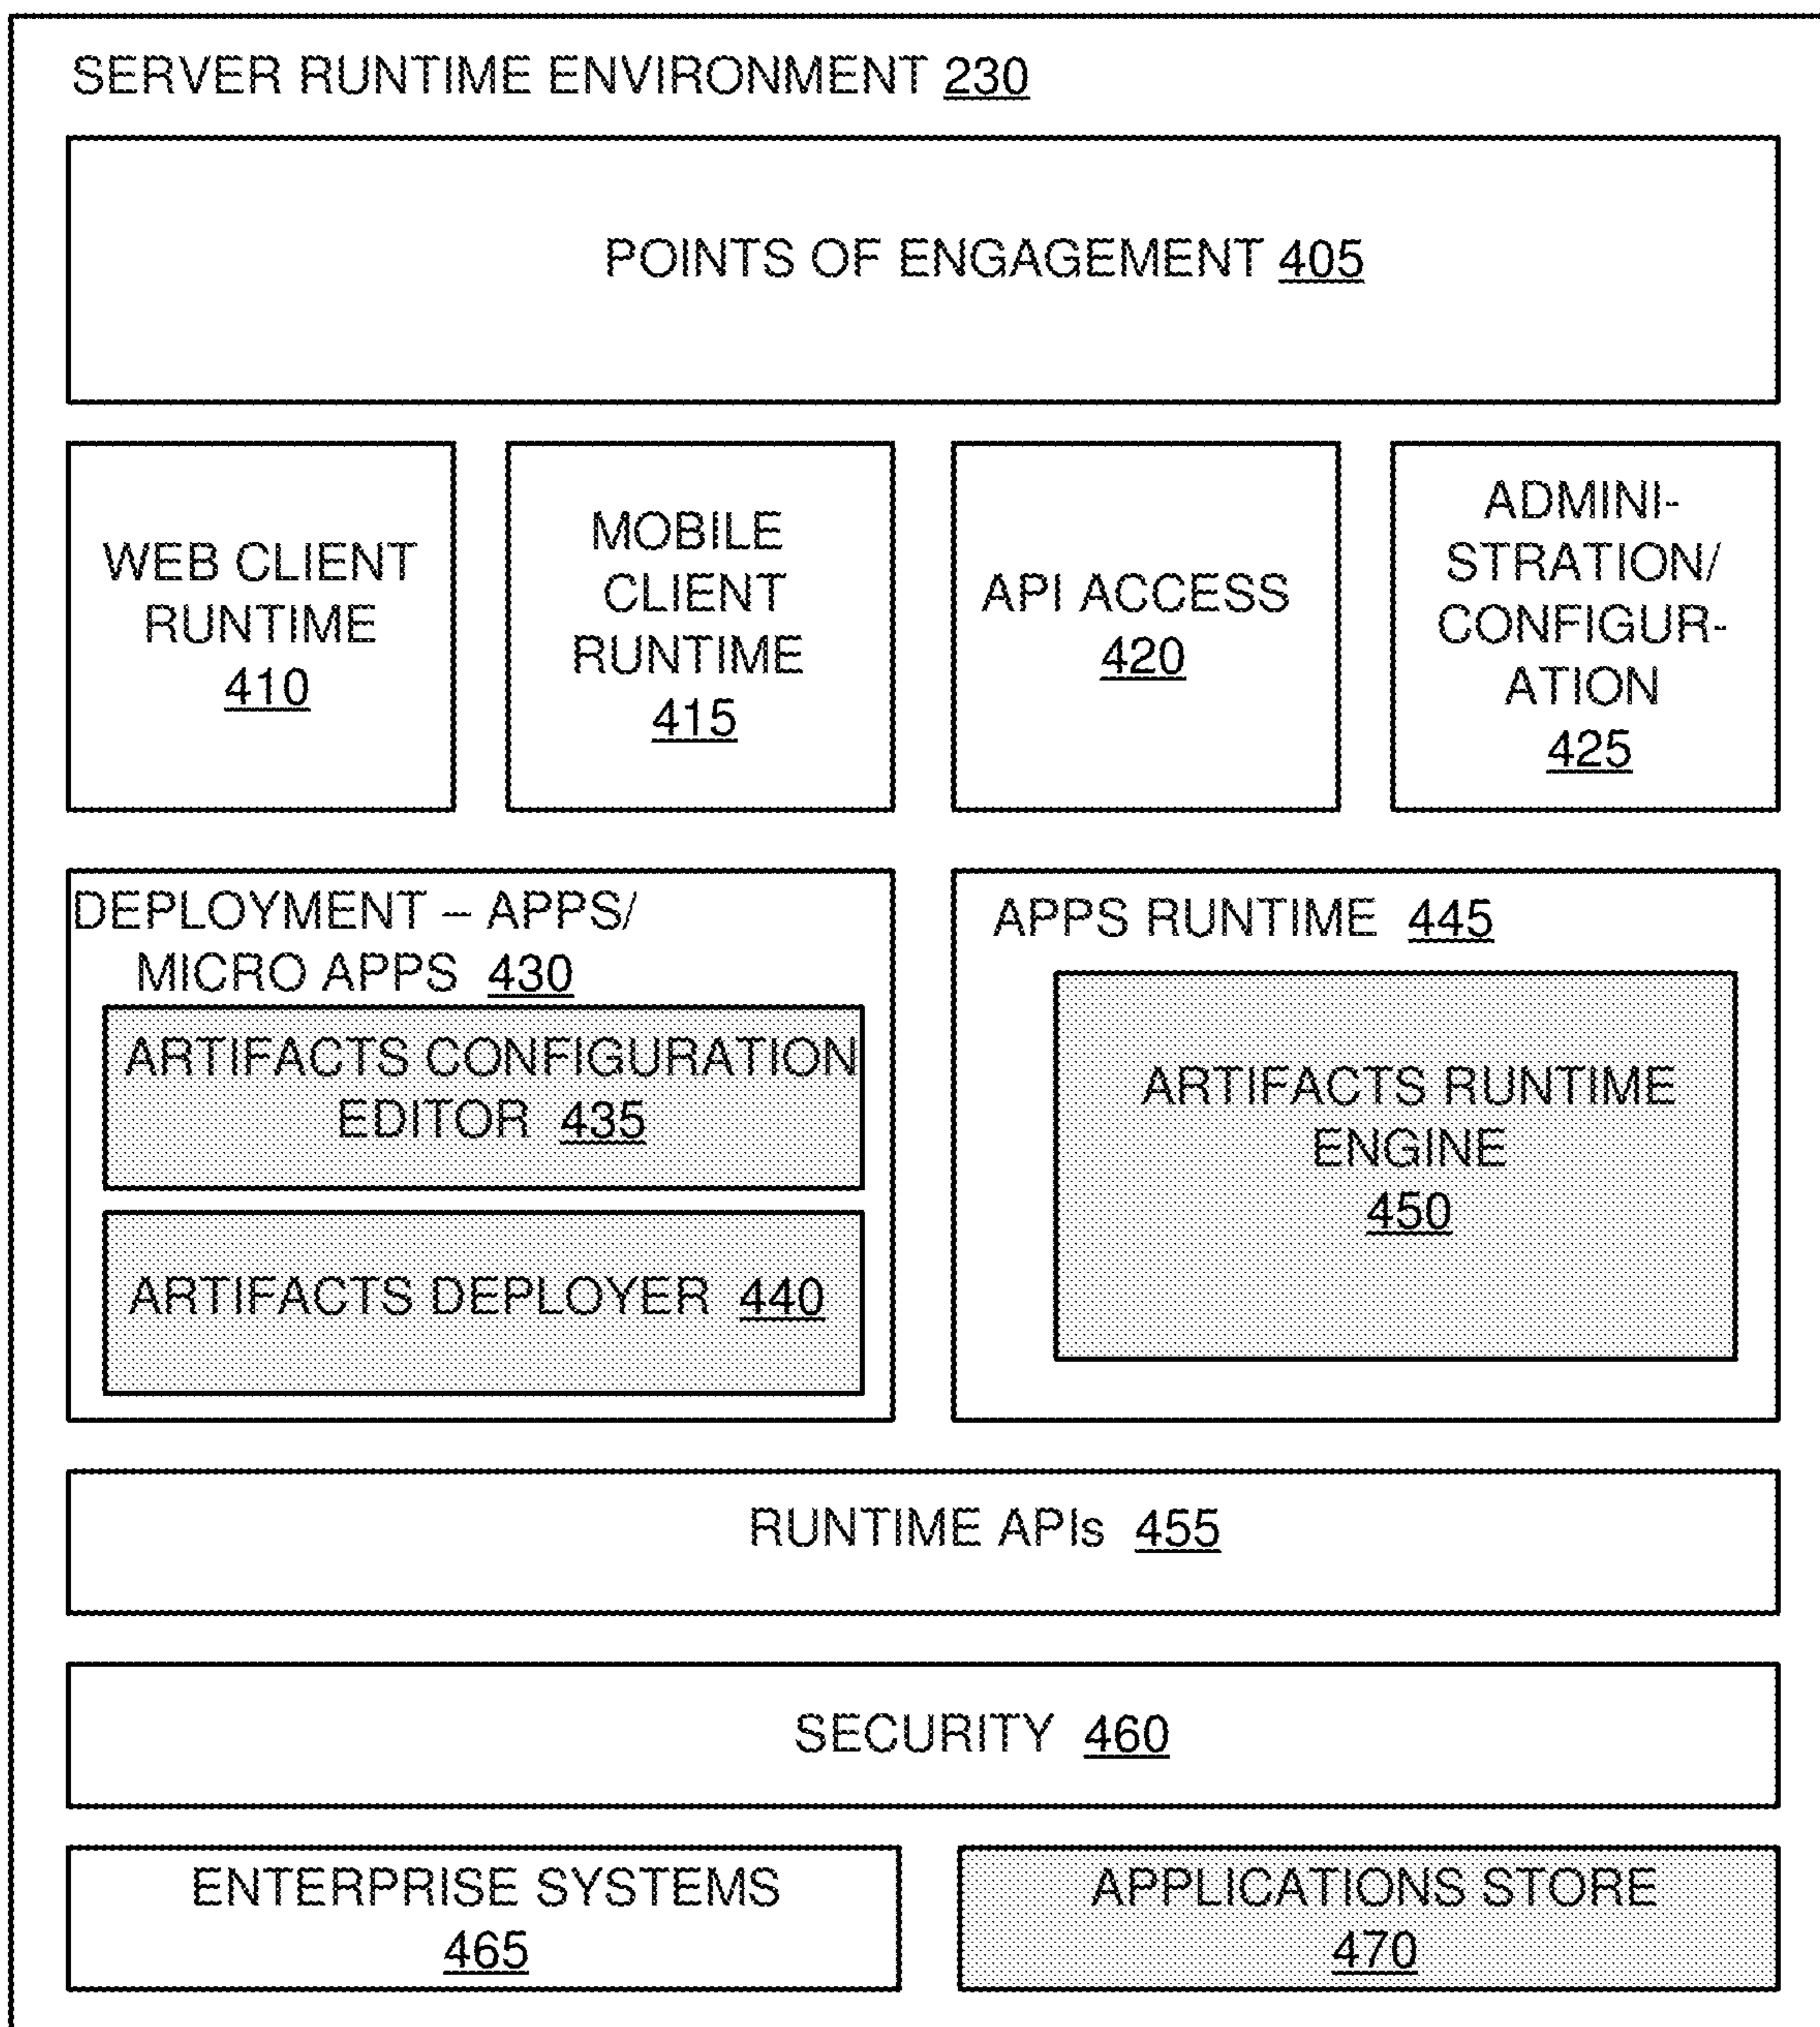 SERVER RUNTIME ENVIRONMENT 230
POINTS OF ENGAGEMENT 405
WEB CLIENT
RUNTIME
410
MOBILE
CLIENT
RUNTIME
415
API ACCESS
420
ADMINI-
STRATION/
CONFIGUR-
ATION
425
DEPLOYMENT – APPS/
MICRO APPS 430
ARTIFACTS CONFIGURATION
EDITOR 435
ARTIFACTS DEPLOYER 440
APPS RUNTIME 445
ARTIFACTS RUNTIME
ENGINE
450
RUNTIME APIs 455
SECURITY 460
ENTERPRISE SYSTEMS
465
APPLICATIONS STORE
470